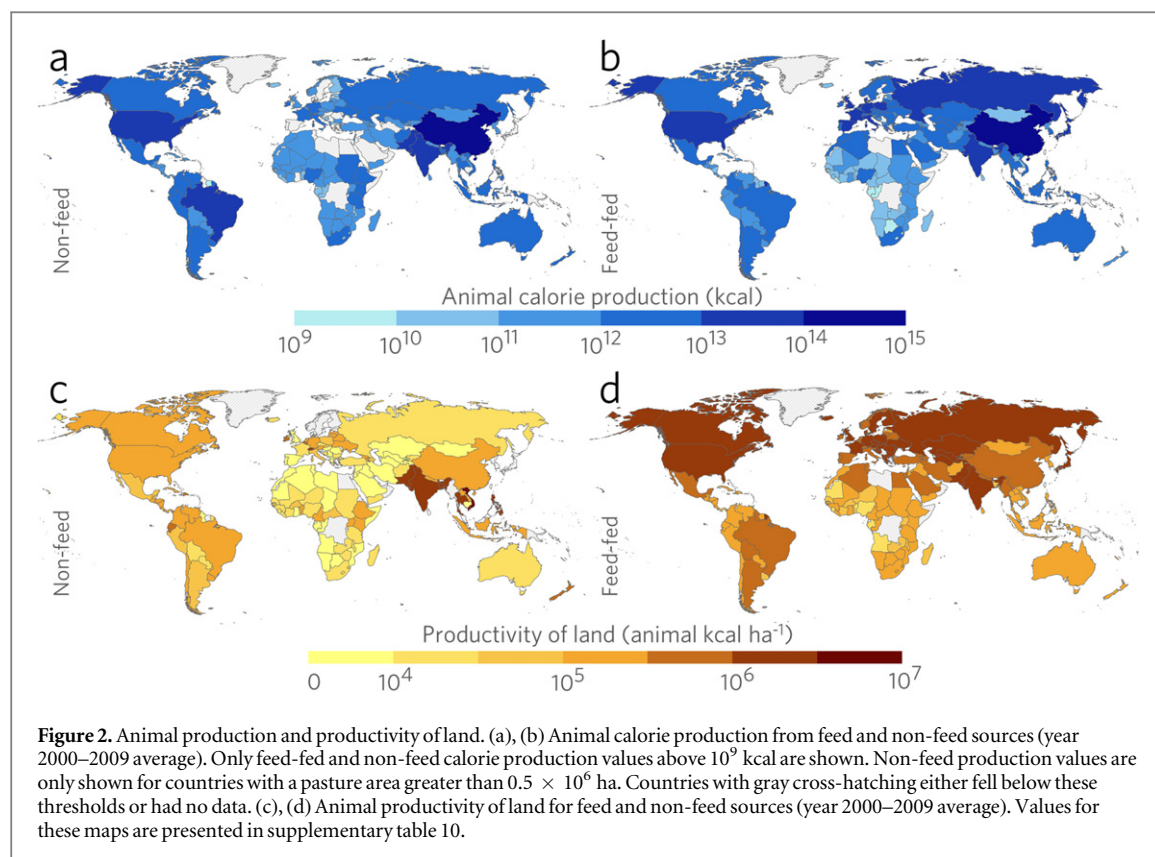 a
b
Non-feed
Feed-fed
Animal calorie production (kcal)
10⁹ 10¹⁰ 10¹¹ 10¹² 10¹³ 10¹⁴ 10¹⁵
c
d
Non-feed
Feed-fed
Productivity of land (animal kcal ha⁻¹)
0 10⁴ 10⁵ 10⁶ 10⁷
Figure 2. Animal production and productivity of land. (a), (b) Animal calorie production from feed and non-feed sources (year
2000–2009 average). Only feed-fed and non-feed calorie production values above 10⁹ kcal are shown. Non-feed production values are
only shown for countries with a pasture area greater than 0.5 × 10⁶ ha. Countries with gray cross-hatching either fell below these
thresholds or had no data. (c), (d) Animal productivity of land for feed and non-feed sources (year 2000–2009 average). Values for
these maps are presented in supplementary table 10.